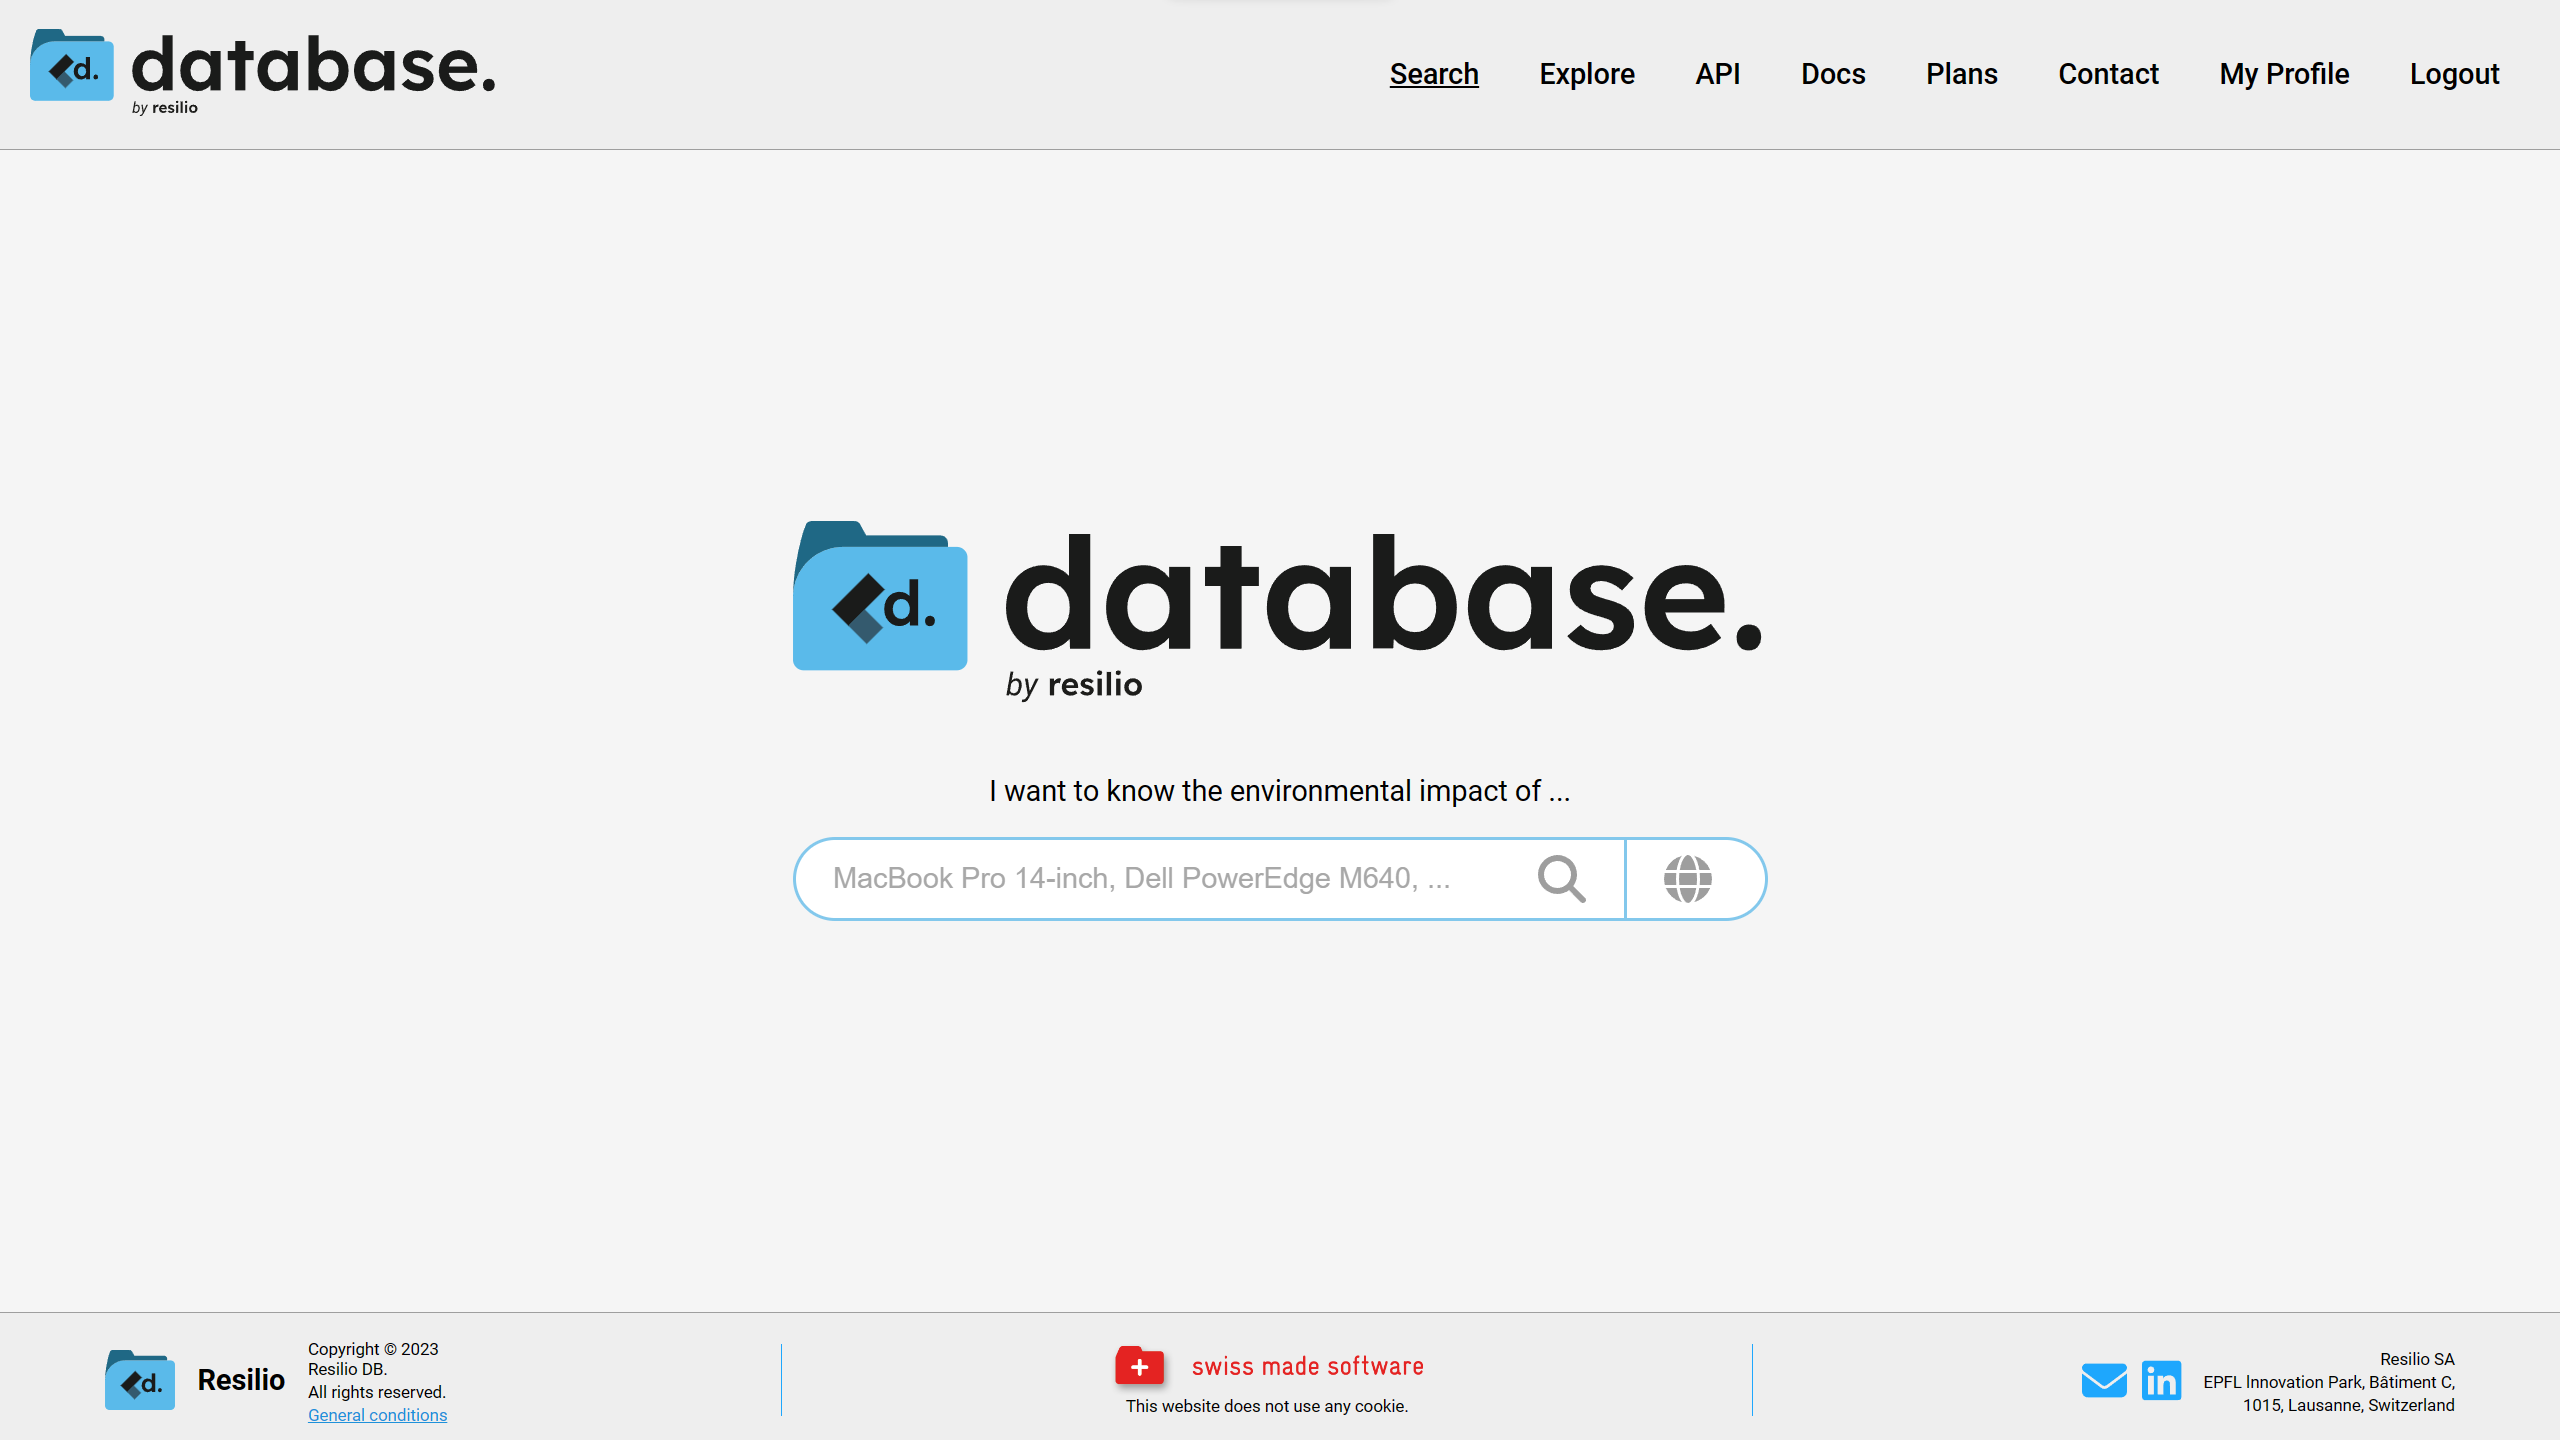 d. database.
by resilio
Search Explore API Docs Plans Contact My Profile Logout
d. database.
by resilio
I want to know the environmental impact of ...
MacBook Pro 14-inch, Dell PowerEdge M640, ...
d. Resilio
Copyright © 2023
Resilio DB.
All rights reserved.
General conditions
swiss made software
This website does not use any cookie.
in
Resilio SA
EPFL Innovation Park, Bâtiment C,
1015, Lausanne, Switzerland